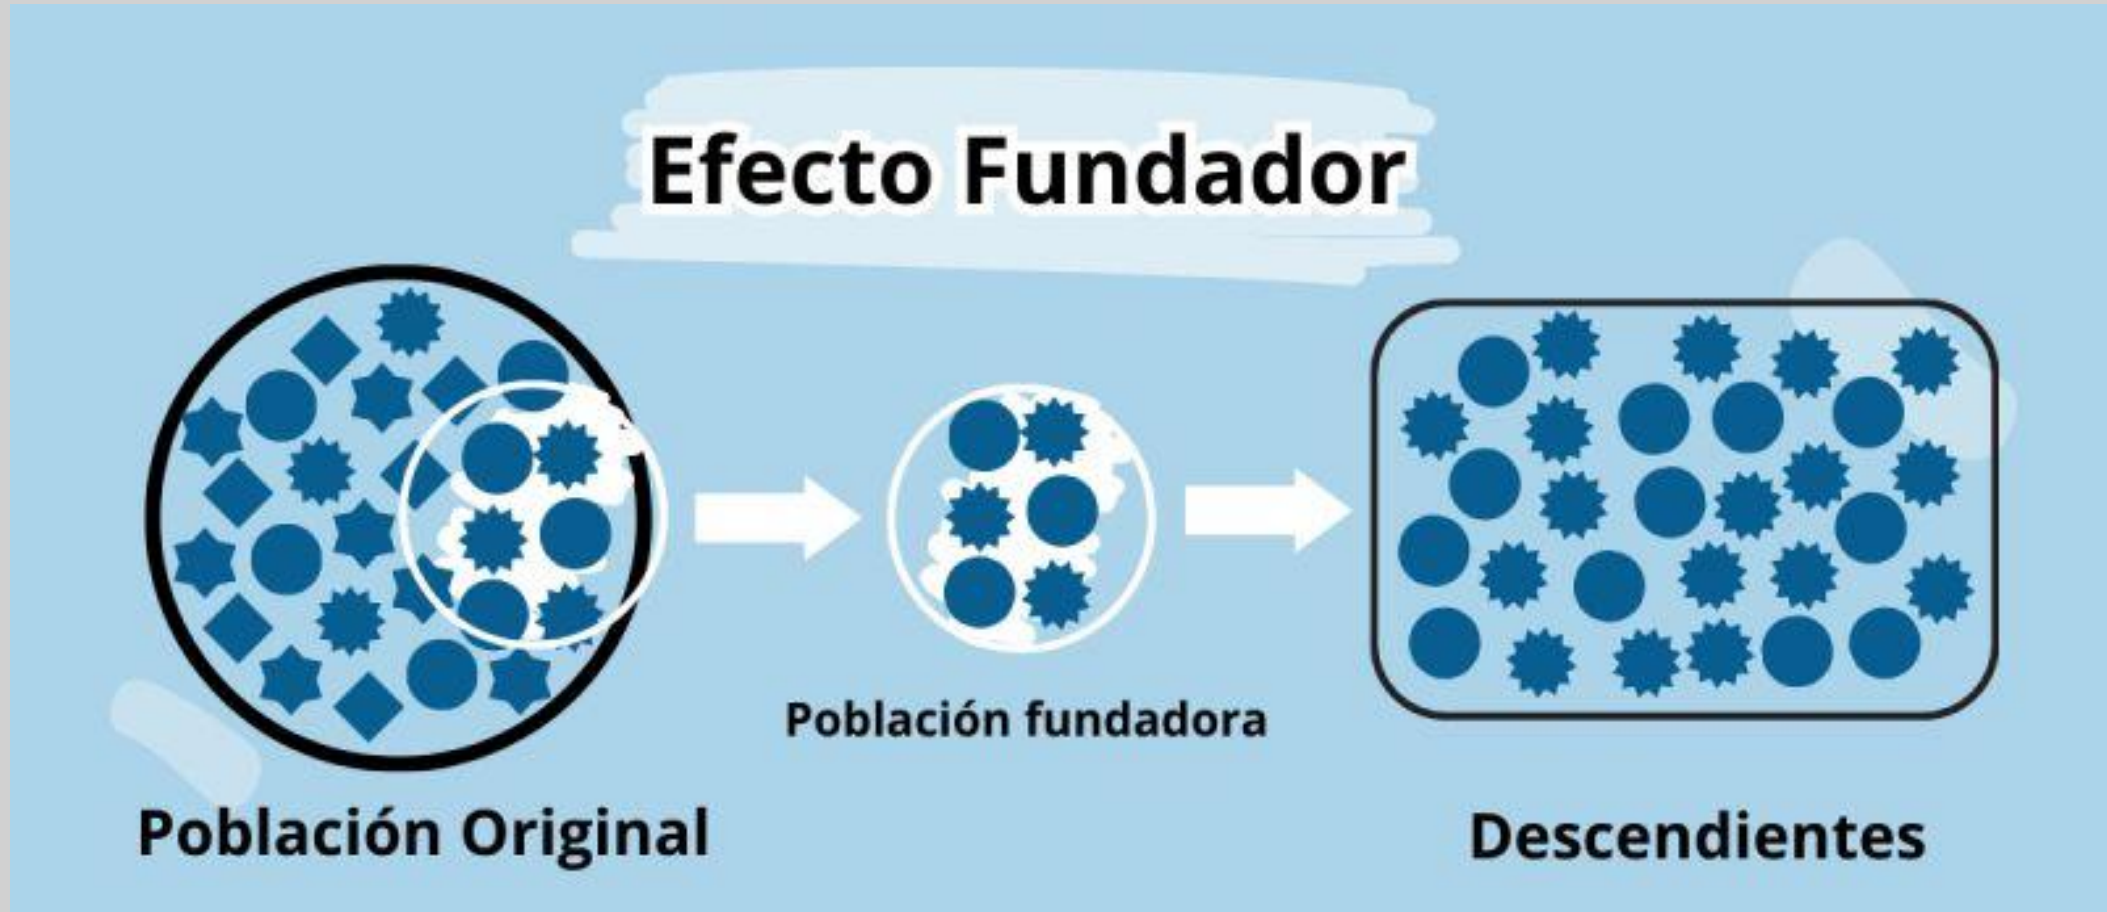 Efecto Fundador
Población fundadora
Población Original
Descendientes